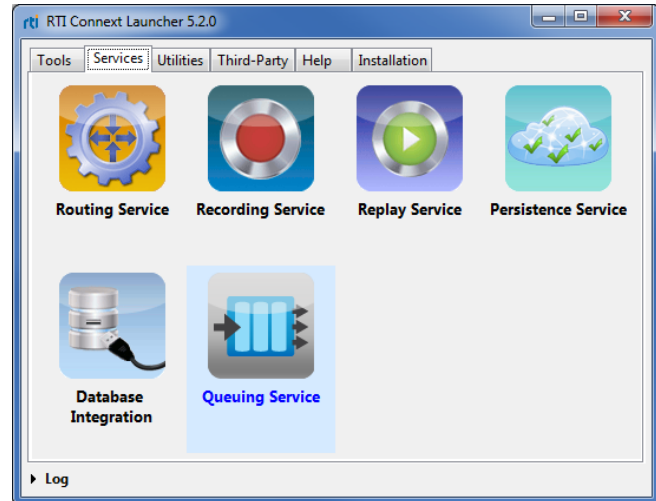 rti RTI Connext Launcher 5.2.0
Tools Services Utilities Third-Party Help Installation
Routing Service Recording Service Replay Service Persistence Service
Database
Integration
Queuing Service
Log